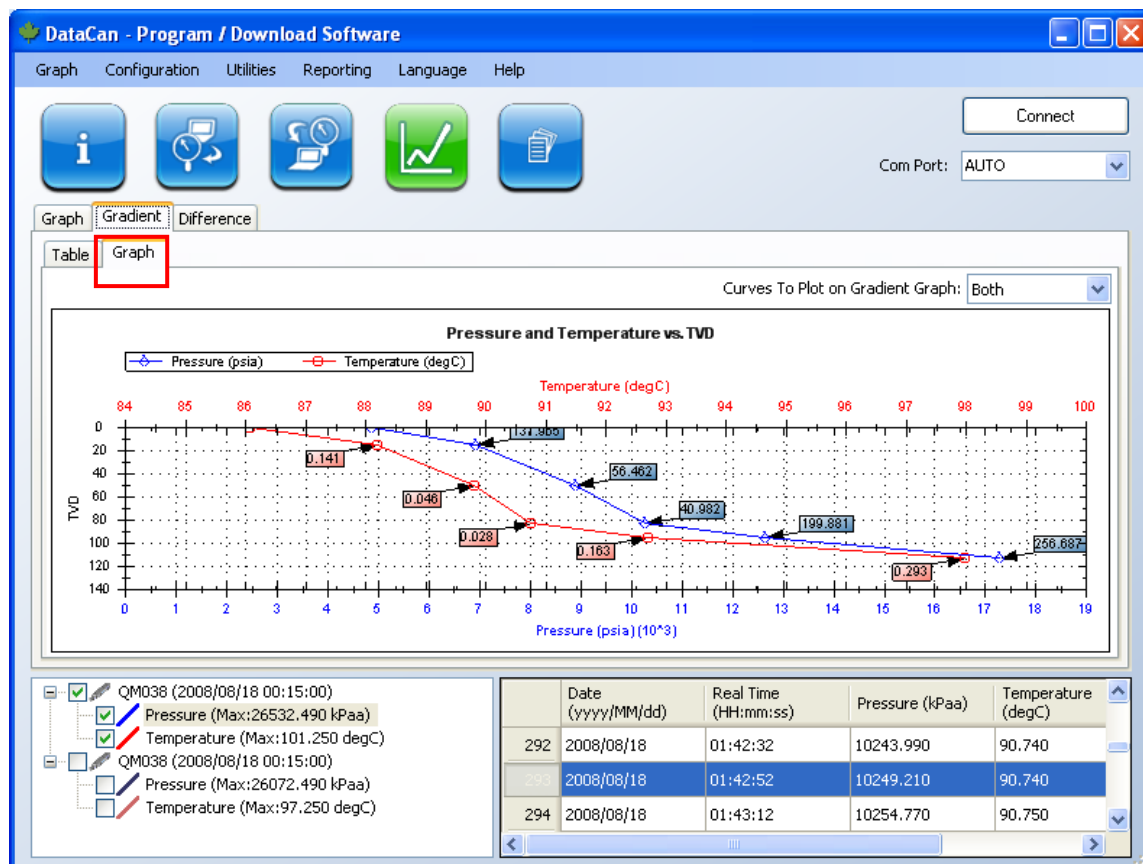 DataCan - Program / Download Software
Graph Configuration Utilities Reporting Language Help
Connect
Com Port: AUTO
Graph Gradient Difference
Table Graph
Curves To Plot on Gradient Graph: Both
Pressure and Temperature vs. TVD
Pressure (psia) Temperature (degC)
Temperature (degC)
84 85 86 87 88 89 90 91 92 93 94 95 96 97 98 99 100
TVD
0
20
40
60
80
100
120
140
0.141
56.462
0.046
40.982
199.881
0.028
0.163
256.687
0.293
0 1 2 3 4 5 6 7 8 9 10 11 12 13 14 15 16 17 18 19
Pressure (psia) (10^3)
QM038 (2008/08/18 00:15:00)
Pressure (Max:26532.490 kPaa)
Temperature (Max:101.250 degC)
QM038 (2008/08/18 00:15:00)
Pressure (Max:26072.490 kPaa)
Temperature (Max:97.250 degC)
Date (yyyy/MM/dd) Real Time (HH:mm:ss) Pressure (kPaa) Temperature (degC)
292 2008/08/18 01:42:32 10243.990 90.740
293 2008/08/18 01:42:52 10249.210 90.740
294 2008/08/18 01:43:12 10254.770 90.750